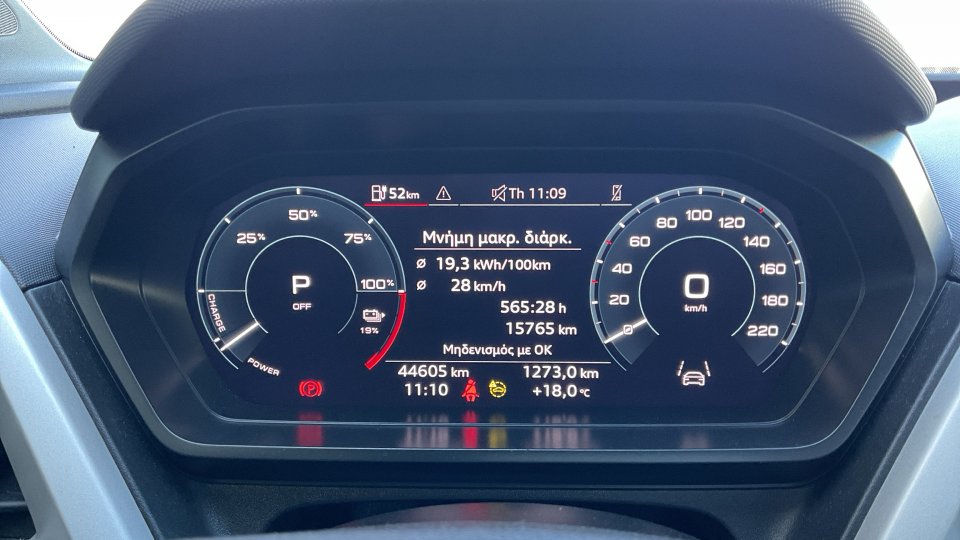 52km
Th 11:09
50%
25%
75%
100%
CHARGE
POWER
P
OFF
19%
Μνήμη μακρ. διάρκ.
Ø 19,3 kWh/100km
Ø 28 km/h
565:28 h
15765 km
Μηδενισμός με OK
44605 km
1273,0 km
11:10
+18,0 °C
(P)
0
20
40
60
80
100
120
140
160
180
220
0
km/h